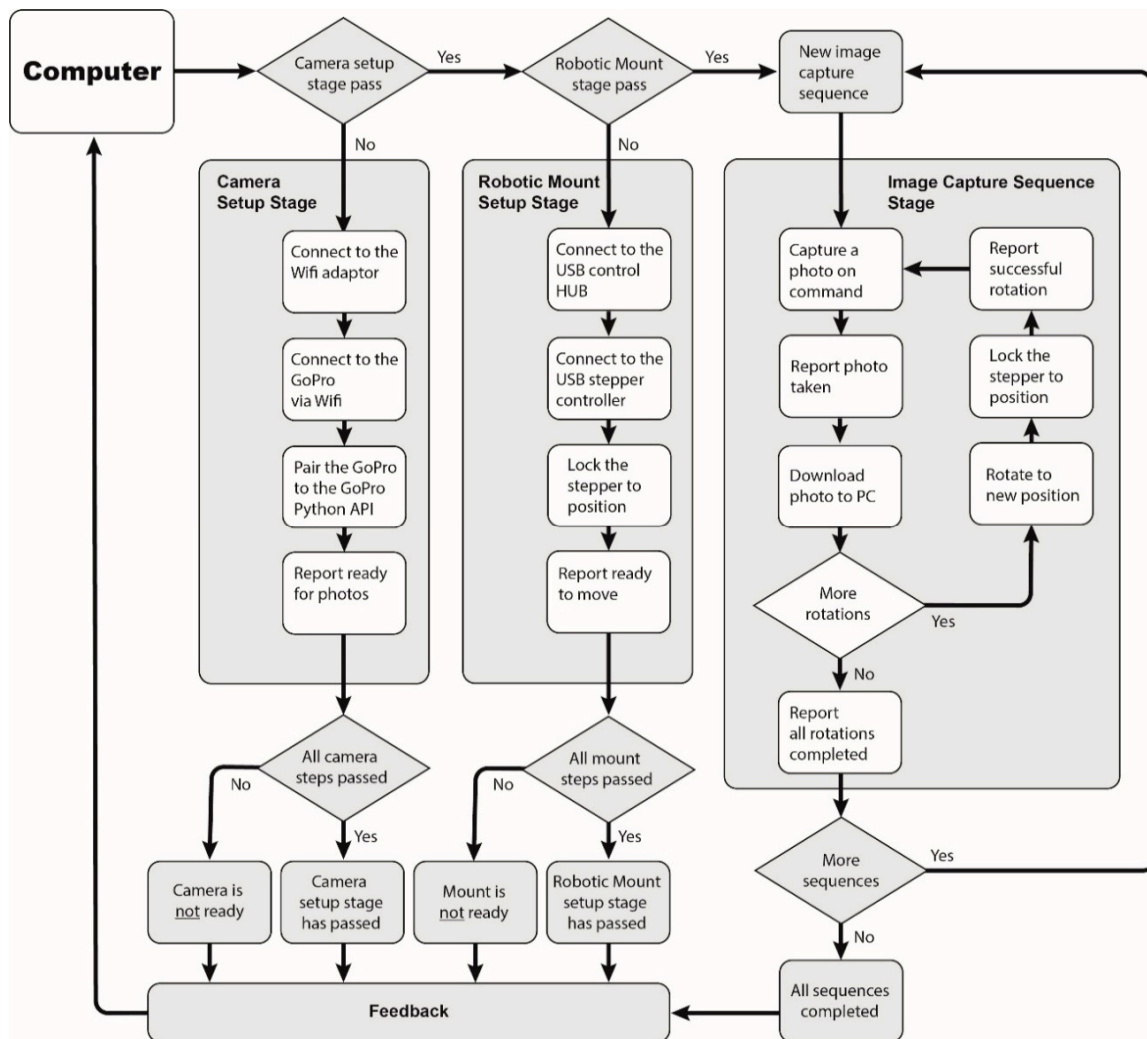 Computer
Camera setup
stage pass
Yes
No
Robotic Mount
stage pass
Yes
No
New image
capture
sequence
Camera
Setup Stage
Connect to the
Wifi adaptor
Connect to the
GoPro
via Wifi
Pair the GoPro
to the GoPro
Python API
Report ready
for photos
All camera
steps passed
No
Yes
Camera is
not ready
Camera
setup stage
has passed
Robotic Mount
Setup Stage
Connect to the
USB control
HUB
Connect to the
USB stepper
controller
Lock the
stepper to
position
Report ready
to move
All mount
steps passed
No
Yes
Mount is
not ready
Robotic Mount
setup stage
has passed
Image Capture Sequence
Stage
Capture a
photo on
command
Report photo
taken
Download
photo to PC
More
rotations
Yes
No
Rotate to
new position
Lock the
stepper to
position
Report
successful
rotation
Report
all rotations
completed
More
sequences
Yes
No
All sequences
completed
Feedback